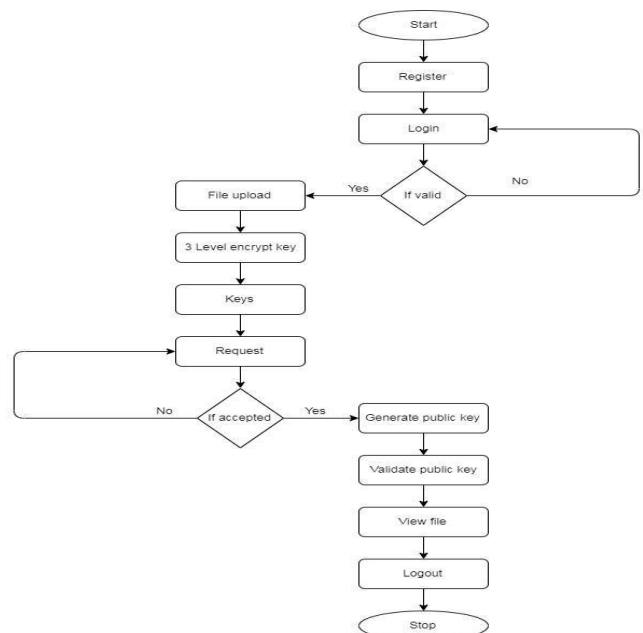 Start
Register
Login
If valid
Yes
No
File upload
3 Level encrypt key
Keys
Request
If accepted
No
Yes
Generate public key
Validate public key
View file
Logout
Stop